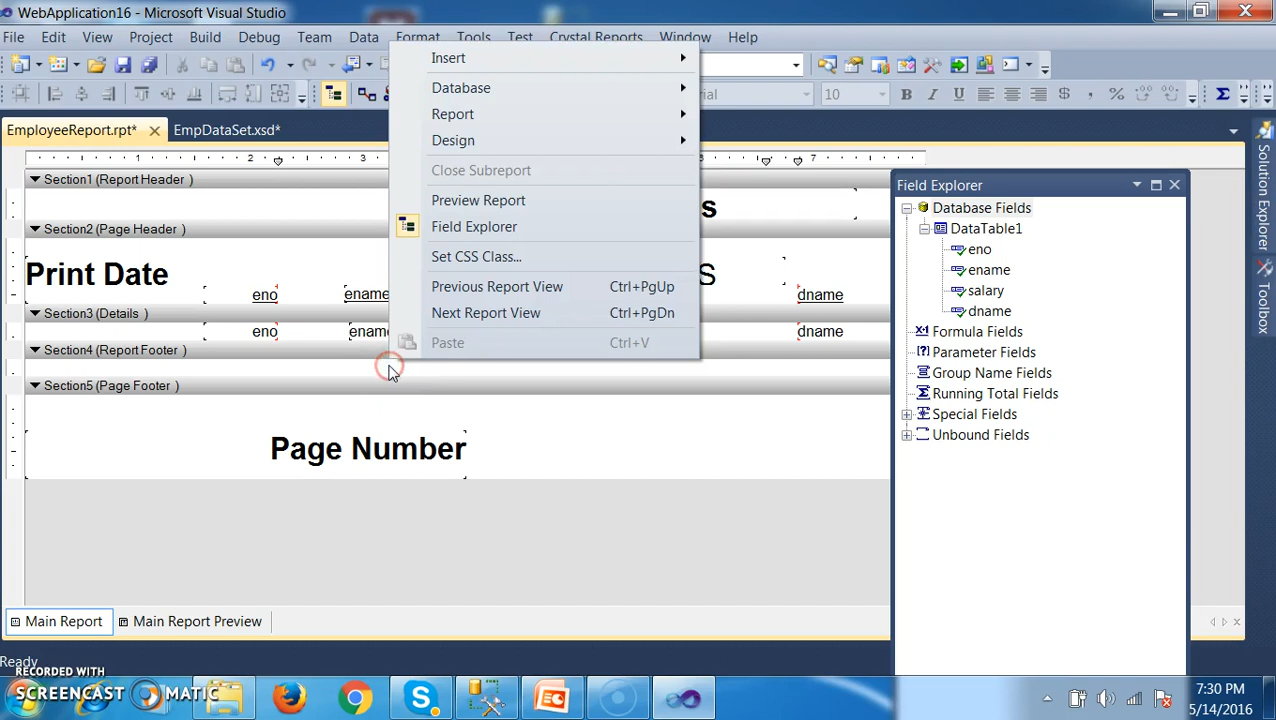 WebApplication16 - Microsoft Visual Studio
File Edit View Project Build Debug Team Data Format Tools Test Crystal Reports Window Help
10
EmployeeReport.rpt* EmpDataSet.xsd*
2 3 7
Section1 (Report Header )
s
Section2 (Page Header )
Print Date S
eno ename dname
Section3 (Details )
eno enam dname
Section4 (Report Footer )
Section5 (Page Footer )
Page Number
Insert
Database
Report
Design
Close Subreport
Preview Report
Field Explorer
Set CSS Class...
Previous Report View Ctrl+PgUp
Next Report View Ctrl+PgDn
Paste Ctrl+V
Field Explorer
Database Fields
DataTable1
eno
ename
salary
dname
Formula Fields
Parameter Fields
Group Name Fields
Running Total Fields
Special Fields
Unbound Fields
Solution Explorer
Toolbox
Main Report Main Report Preview
Ready
RECORDED WITH
SCREENCAST MATIC
7:30 PM
5/14/2016